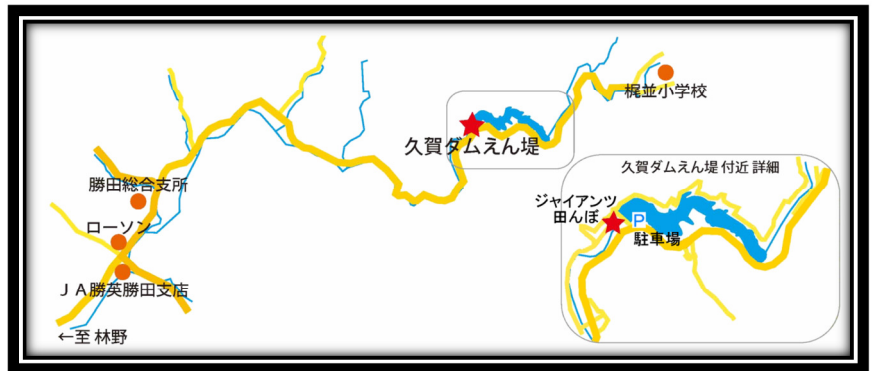 梶並小学校
久賀ダムえん堤
勝田総合支所
ローソン
JA勝英勝田支店
←至 林野
久賀ダムえん堤 付近 詳細
ジャイアンツ
田んぼ
P
駐車場